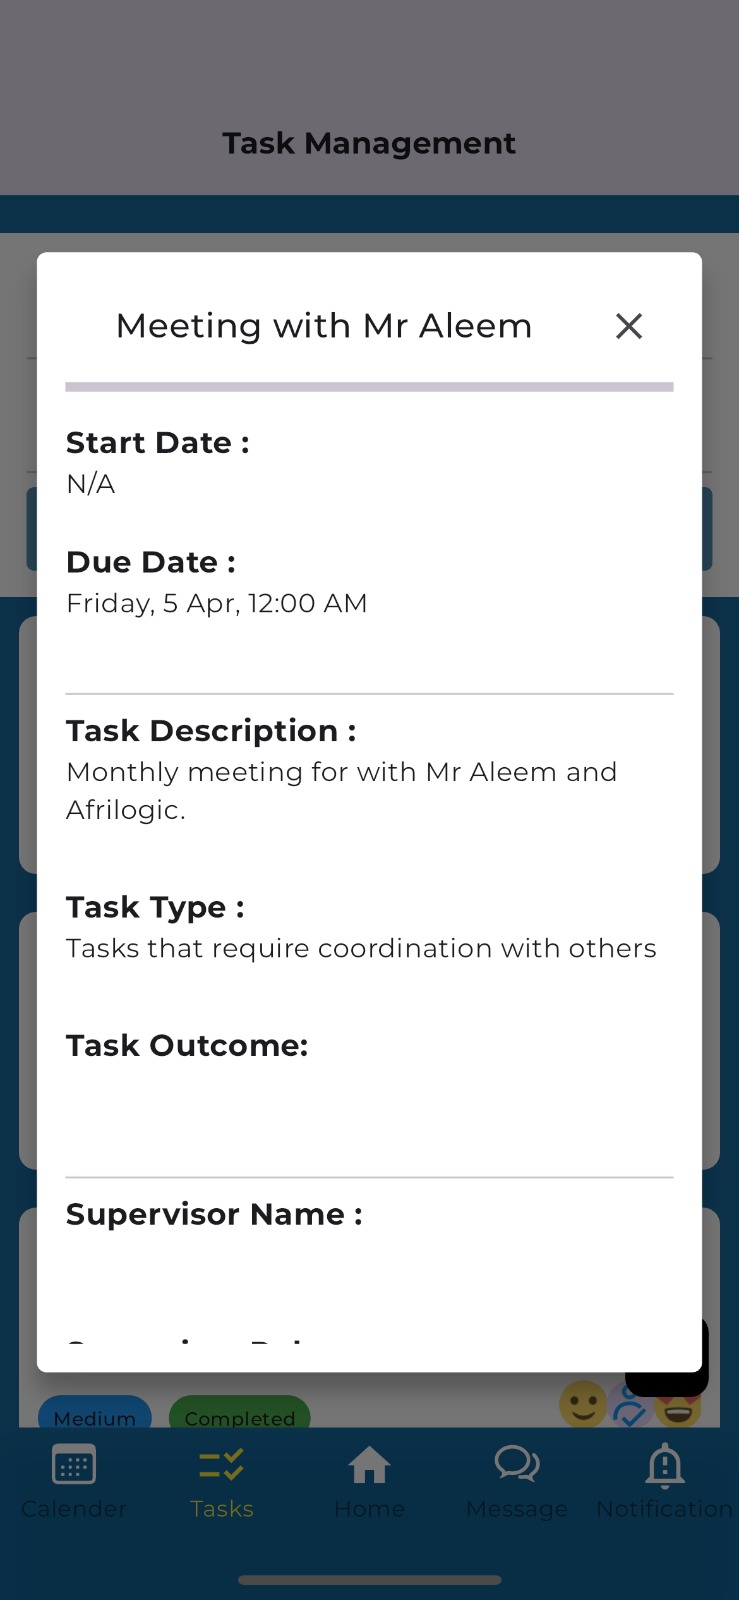 Task Management
Meeting with Mr Aleem
Start Date :
N/A
Due Date :
Friday, 5 Apr, 12:00 AM
Task Description :
Monthly meeting for with Mr Aleem and
Afrilogic.
Task Type :
Tasks that require coordination with others
Task Outcome:
Supervisor Name :
Medium
Completed
Calender
Tasks
Home
Message
Notification